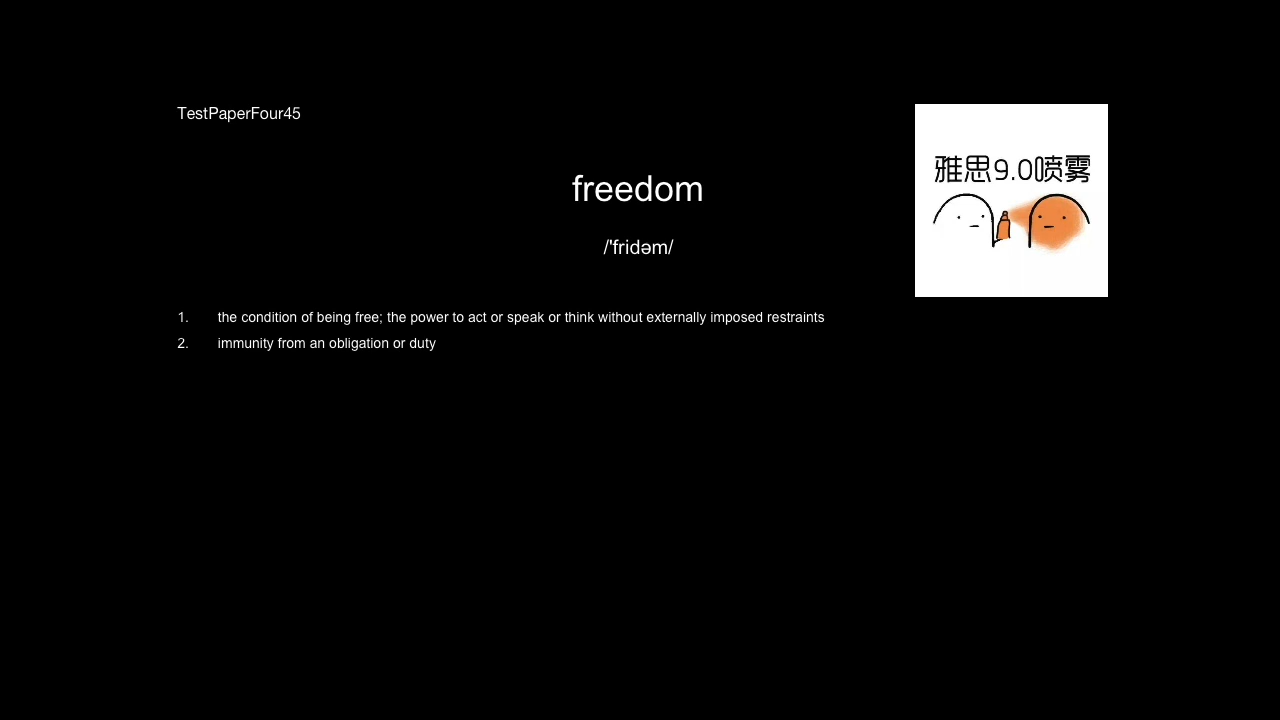 TestPaperFour45
雅思9.0喷雾
freedom
/'fridəm/
1. the condition of being free; the power to act or speak or think without externally imposed restraints
2. immunity from an obligation or duty